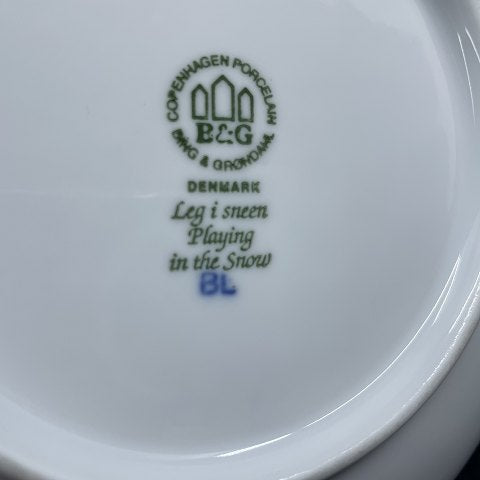 COPENHAGEN PORCELAIN
B&G
BING & GRØNDAHL
DENMARK
Leg i sneen
Playing
in the Snow
BL